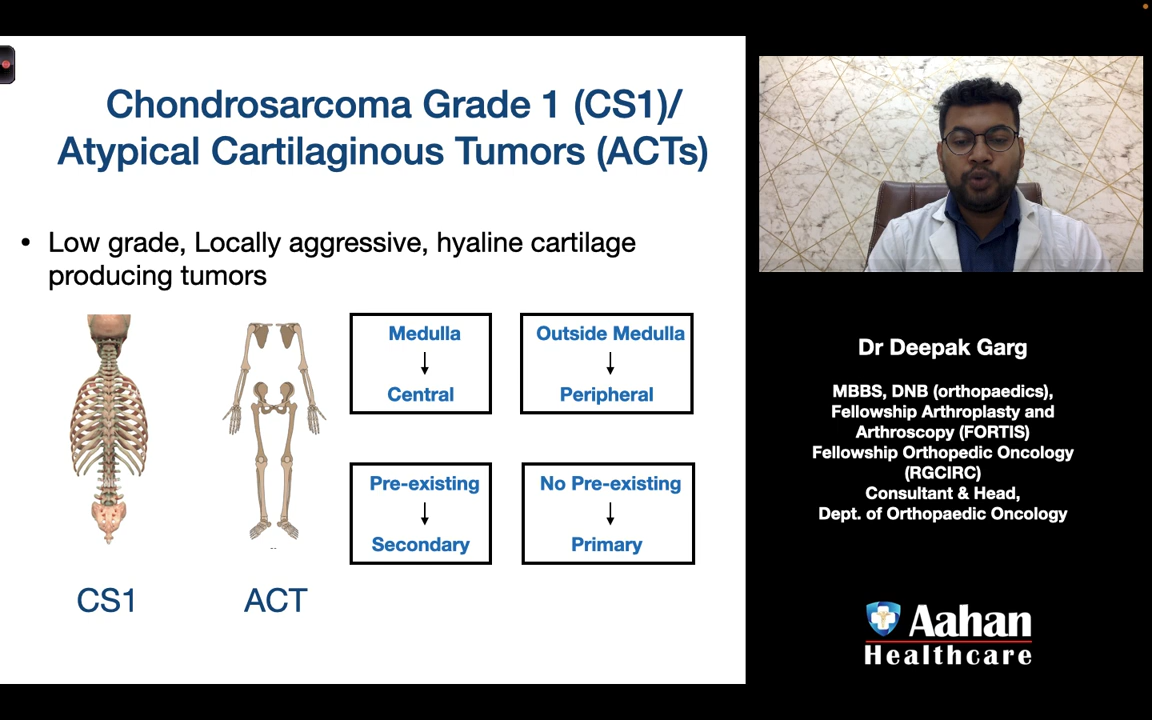 Chondrosarcoma Grade 1 (CS1)/
Atypical Cartilaginous Tumors (ACTs)
• Low grade, Locally aggressive, hyaline cartilage
producing tumors
Medulla
↓
Central
Outside Medulla
↓
Peripheral
Pre-existing
↓
Secondary
No Pre-existing
↓
Primary
CS1
ACT
Dr Deepak Garg
MBBS, DNB (orthopaedics),
Fellowship Arthroplasty and
Arthroscopy (FORTIS)
Fellowship Orthopedic Oncology
(RGCIRC)
Consultant & Head,
Dept. of Orthopaedic Oncology
Aahan
Healthcare